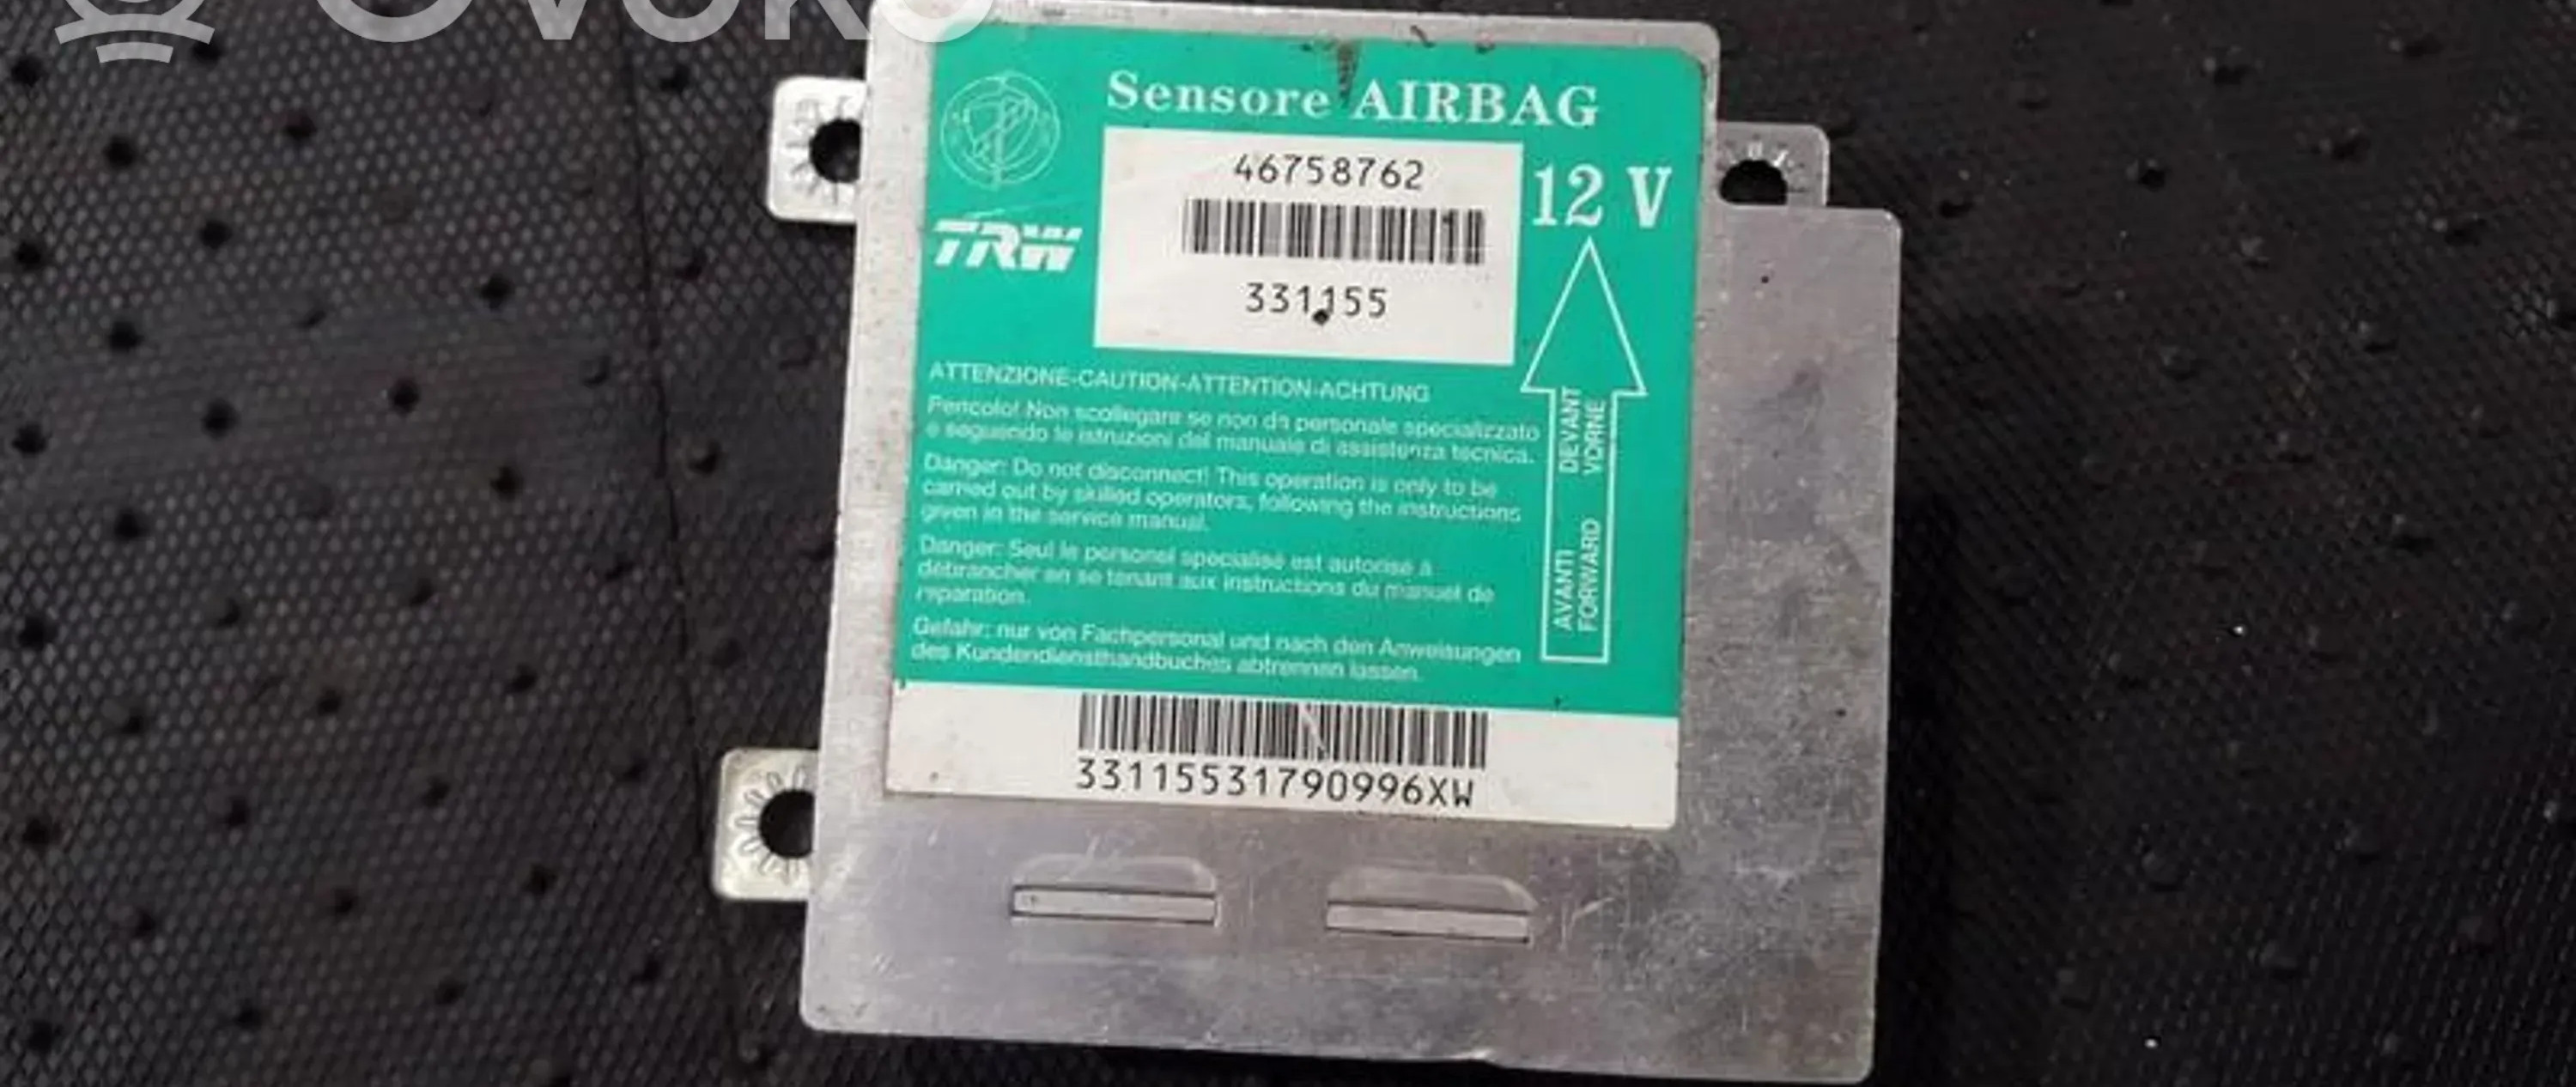 OVOKO
Sensore AIRBAG
46758762
12 V
TRW
331155
ATTENZIONE-CAUTION-ATTENTION-ACHTUNG
Pericolo! Non scollegare se non da personale specializzato
e seguendo le istruzioni del manuale di assistenza tecnica.
Danger: Do not disconnect! This operation is only to be
carried out by skilled operators, following the instructions
given in the service manual.
Danger: Seul le personel specialisé est autorisé à
débrancher en se tenant aux instructions du manuel de
réparation.
Gefahr: nur von Fachpersonal und nach den Anweisungen
des Kundendiensthandbuches abtrennen lassen.
AVANTI DEVANT
FORWARD VORNE
33115531790996XW